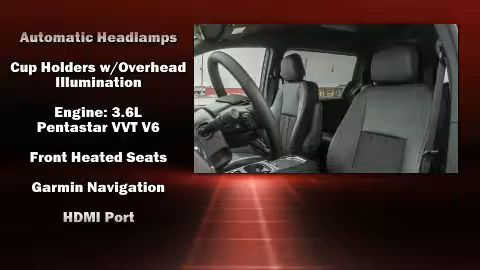 Automatic Headlamps
Cup Holders w/Overhead
Illumination
Engine: 3.6L
Pentastar VVT V6
Front Heated Seats
Garmin Navigation
HDMI Port